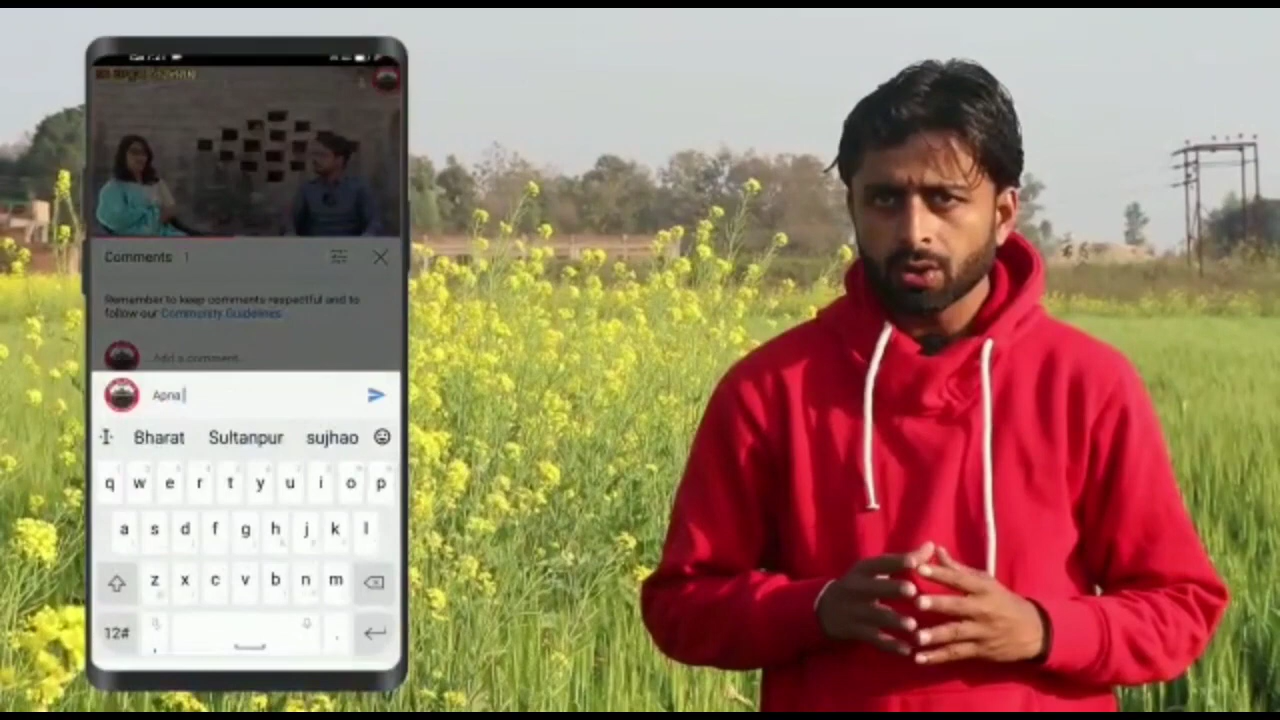 Comments 1
Remember to keep comments respectful and to
follow our Community Guidelines
Add a comment...
Apna
Bharat Sultanpur sujhao
q w e r t y u i o p
a s d f g h j k l
z x c v b n m
12# , .